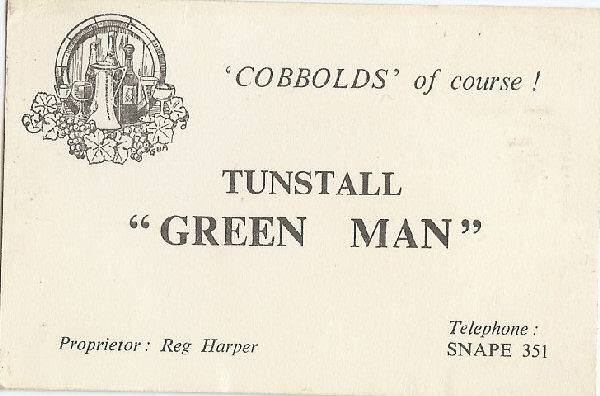 ‘COBBOLDS’ of course !
TUNSTALL
“GREEN MAN”
Proprietor : Reg Harper
Telephone :
SNAPE 351